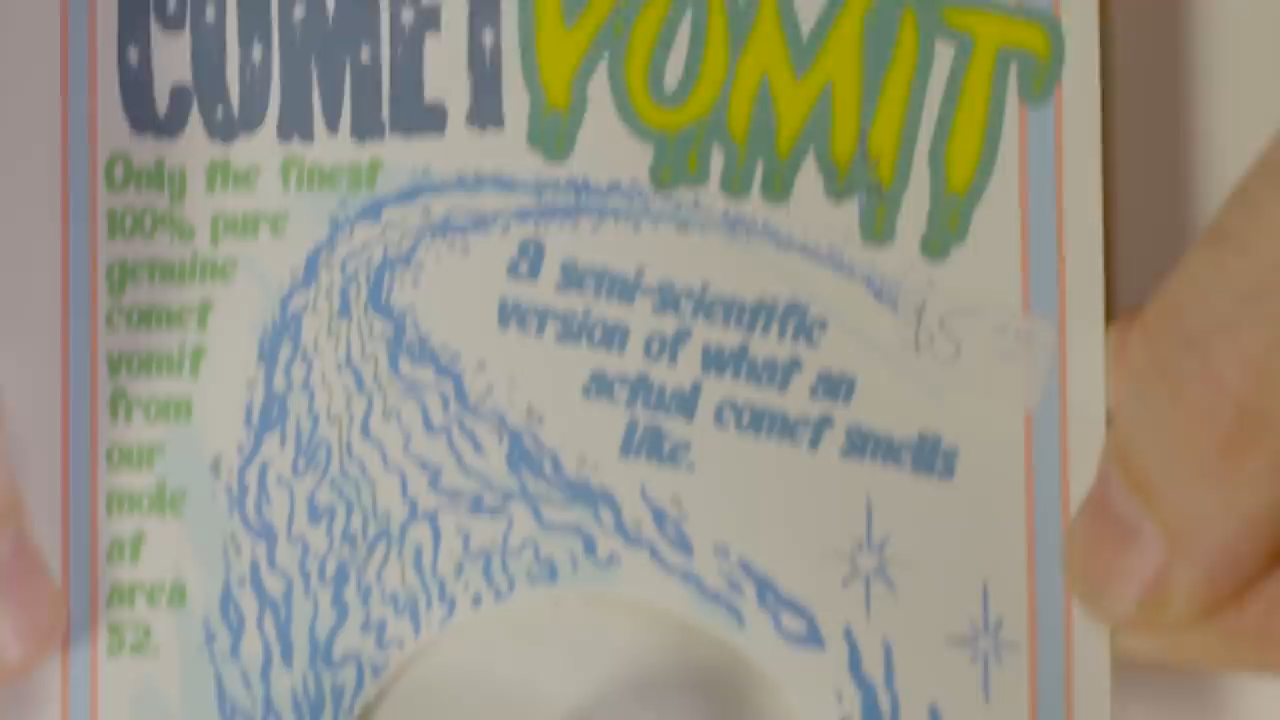 COMET VOMIT
Only the finest
100% pure
genuine
comet
vomit
from
our
mole
at
area
52.
A semi-scientific
version of what an
actual comet smells
like.